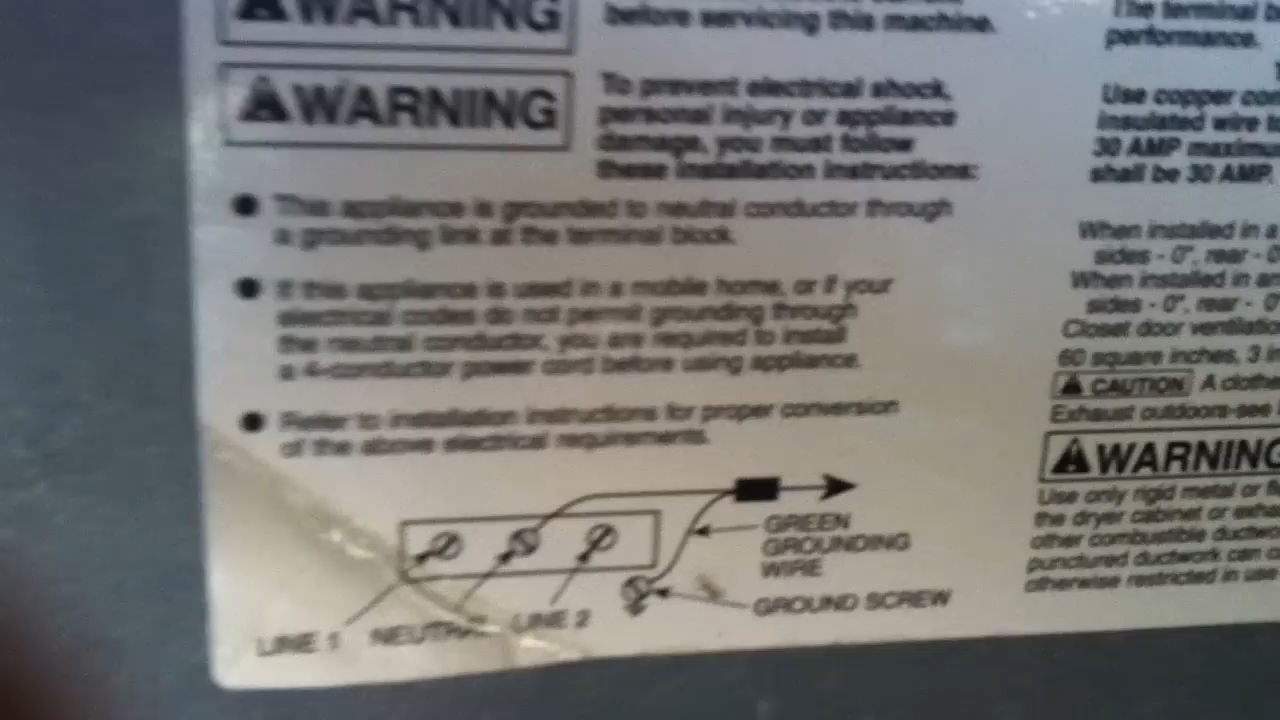 WARNING
before servicing this machine.
WARNING
To prevent electrical shock,
personal injury or appliance
damage, you must follow
these installation instructions:
This appliance is grounded to neutral conductor through
a grounding link at the terminal block.
If this appliance is used in a mobile home, or if your
electrical codes do not permit grounding through
the neutral conductor, you are required to install
a 4-conductor power cord before using appliance.
Refer to installation instructions for proper conversion
of the above electrical requirements.
GREEN
GROUNDING
WIRE
GROUND SCREW
LINE 1 NEUTRAL LINE 2
The terminal
performance.
Use copper
insulated wire
30 AMP
shall be 30 AMP.
When installed in a
sides - 0", rear - 0
When installed in
sides - 0", rear - 0
Closet door
60 square inches, 3
CAUTION A
Exhaust outdoors-see
WARNING
Use only rigid metal or
the dryer cabinet or
other combustible
punctured ductwork can
otherwise restricted in use